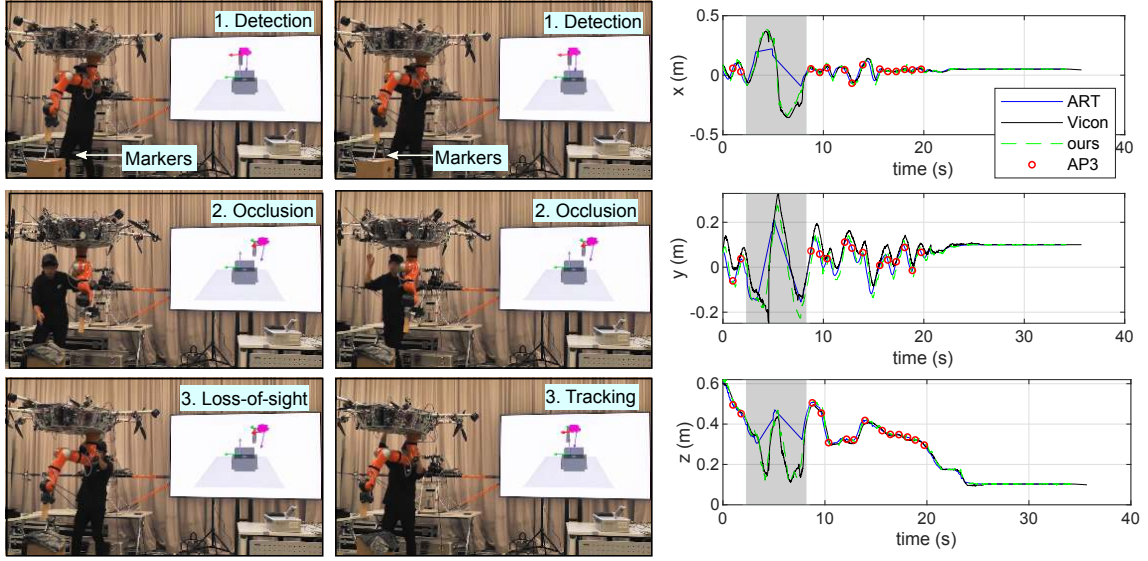 1. Detection
Markers
1. Detection
Markers
2. Occlusion
2. Occlusion
3. Loss-of-sight
3. Tracking
0.5
0
-0.5
x (m)
0
10
20
30
40
time (s)
ART
Vicon
ours
AP3
0.2
0
-0.2
y (m)
0
10
20
30
40
time (s)
0.6
0.4
0.2
0
z (m)
0
10
20
30
40
time (s)